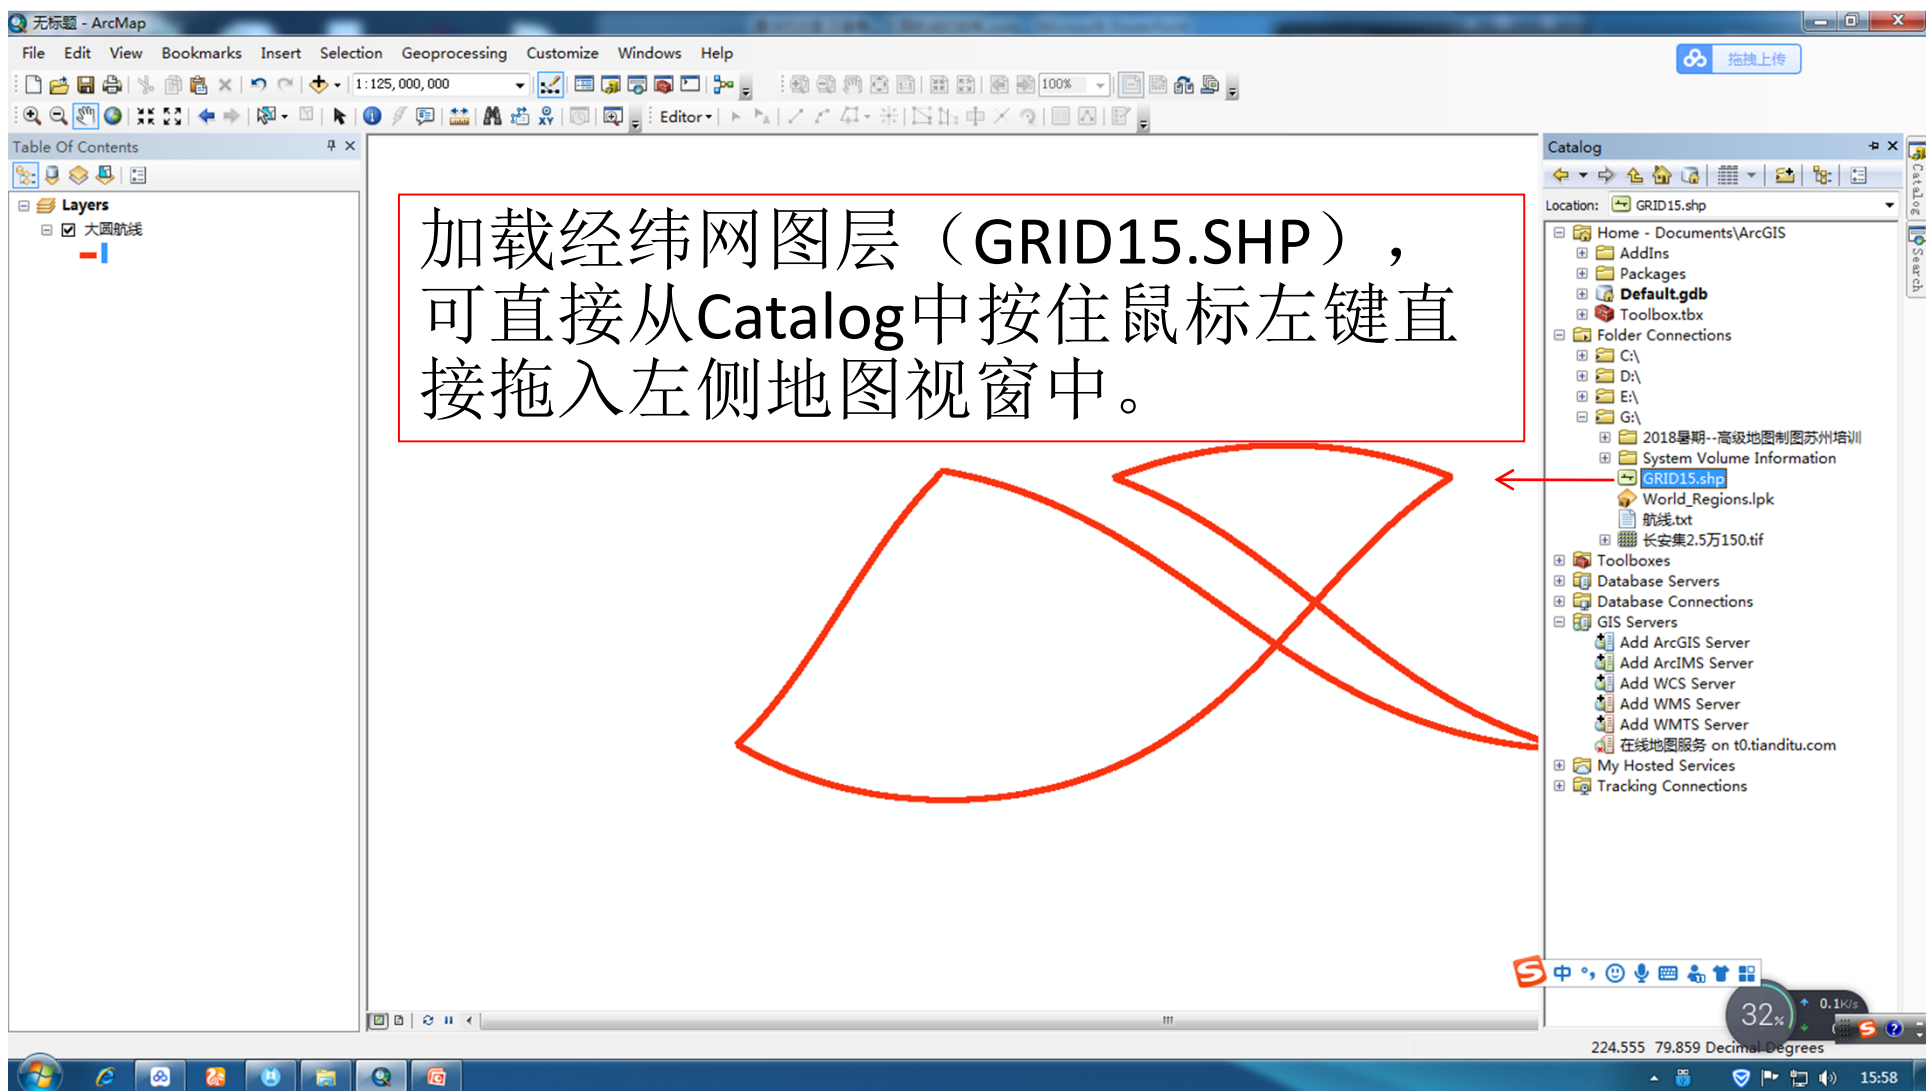 无标题 - ArcMap
File Edit View Bookmarks Insert Selection Geoprocessing Customize Windows Help
拖拽上传
1:125,000,000
100%
Editor
Table Of Contents
Layers
大圆航线
加载经纬网图层（GRID15.SHP），
可直接从Catalog中按住鼠标左键直
接拖入左侧地图视窗中。
Catalog
Location: GRID15.shp
Home - Documents\ArcGIS
AddIns
Packages
Default.gdb
Toolbox.tbx
Folder Connections
C:\
D:\
E:\
G:\
2018暑期--高级地图制图苏州培训
System Volume Information
GRID15.shp
World_Regions.lpk
航线.txt
长安集2.5万150.tif
Toolboxes
Database Servers
Database Connections
GIS Servers
Add ArcGIS Server
Add ArcIMS Server
Add WCS Server
Add WMS Server
Add WMTS Server
在线地图服务 on t0.tianditu.com
My Hosted Services
Tracking Connections
Catalog
Search
中
32%
0.1K/s
224.555 79.859 Decimal Degrees
15:58